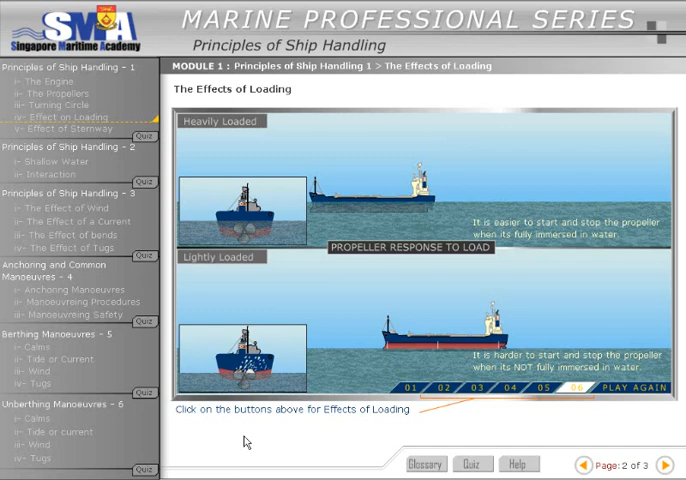 SMA
Singapore Maritime Academy
MARINE PROFESSIONAL SERIES
Principles of Ship Handling
Principles of Ship Handling - 1
i- The Engine
ii- The Propellers
iii- Turning Circle
iv- Effect on Loading
v- Effect of Sternway
Quiz
Principles of Ship Handling - 2
i- Shallow Water
ii- Interaction
Quiz
Principles of Ship Handling - 3
i- The Effect of Wind
ii- The Effect of a Current
iii- The Effect of bends
iv- The Effect of Tugs
Quiz
Anchoring and Common
Manoeuvres - 4
i- Anchoring Manoeuvres
ii- Manoeuvreing Procedures
iii- Manoeuvring Safety
Quiz
Berthing Manoeuvres - 5
i- Calms
ii- Tide or Current
iii- Wind
iv- Tugs
Quiz
Unberthing Manoeuvres - 6
i- Calms
ii- Tide or current
iii- Wind
iv- Tugs
Quiz
MODULE 1 : Principles of Ship Handling 1 > The Effects of Loading
The Effects of Loading
Heavily Loaded
It is easier to start and stop the propeller
when its fully immersed in water.
PROPELLER RESPONSE TO LOAD
Lightly Loaded
It is harder to start and stop the propeller
when its NOT fully immersed in water.
01 02 03 04 05 06 PLAY AGAIN
Click on the buttons above for Effects of Loading
Glossary Quiz Help Page: 2 of 3